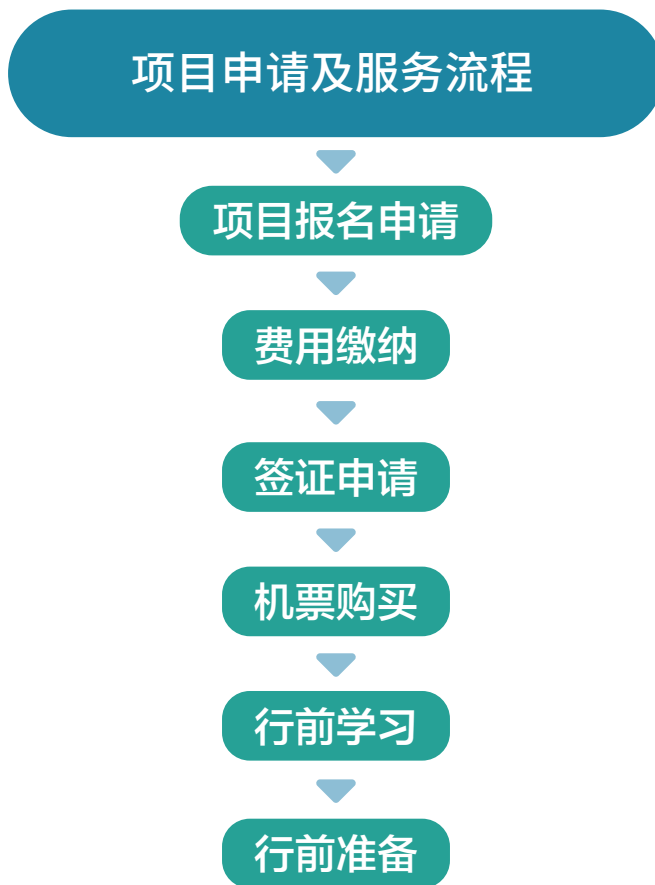 项目申请及服务流程
项目报名申请
费用缴纳
签证申请
机票购买
行前学习
行前准备